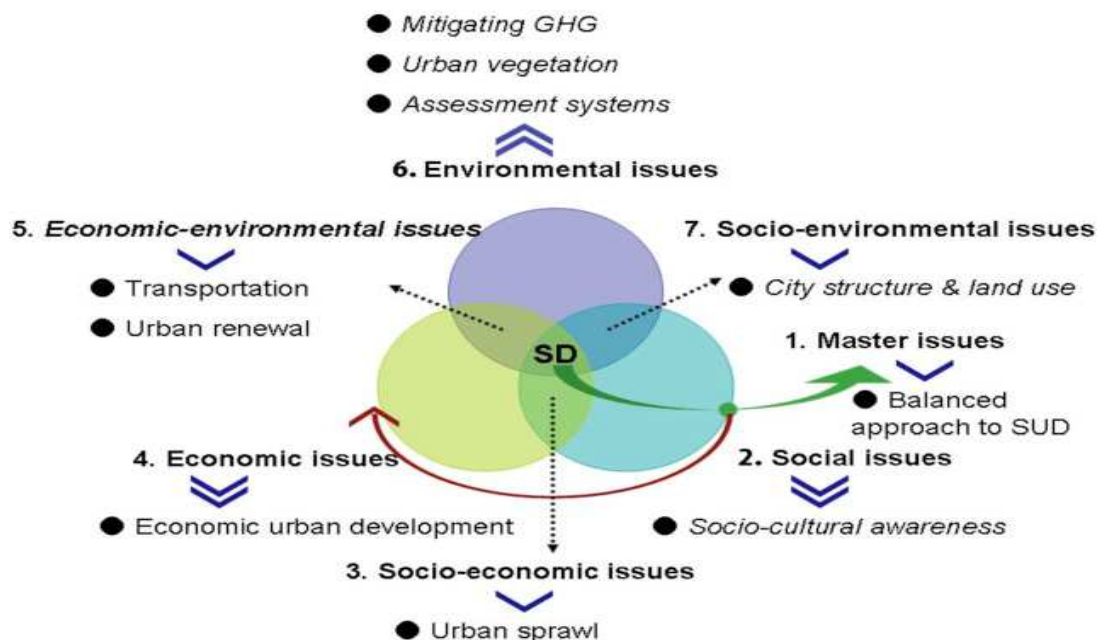 ● Mitigating GHG
● Urban vegetation
● Assessment systems
6. Environmental issues
5. Economic-environmental issues
● Transportation
● Urban renewal
7. Socio-environmental issues
● City structure & land use
SD
1. Master issues
● Balanced
approach to SUD
4. Economic issues
● Economic urban development
2. Social issues
● Socio-cultural awareness
3. Socio-economic issues
● Urban sprawl